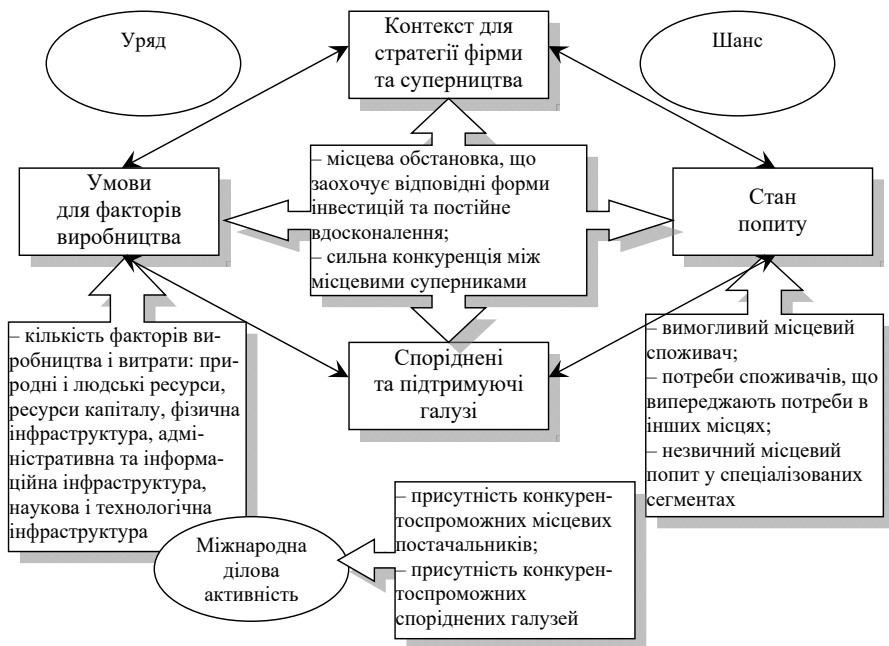 Уряд
Контекст для
стратегії фірми
та суперництва
Шанс
Умови
для факторів
виробництва
– місцева обстановка, що
заохочує відповідні форми
інвестицій та постійне
вдосконалення;
– сильна конкуренція між
місцевими суперниками
Стан
попиту
– кількість факторів ви-
робництва і витрати: при-
родні і людські ресурси,
ресурси капіталу, фізична
інфраструктура, адмі-
ністративна та інформа-
ційна інфраструктура,
наукова і технологічна
інфраструктура
Споріднені
та підтримуючі
галузі
– вимогливий місцевий
споживач;
– потреби споживачів, що
випереджають потреби в
інших місцях;
– незвичний місцевий
попит у спеціалізованих
сегментах
Міжнародна
ділова
активність
– присутність конкурен-
тоспроможних місцевих
постачальників;
– присутність конкурен-
тоспроможних
споріднених галузей